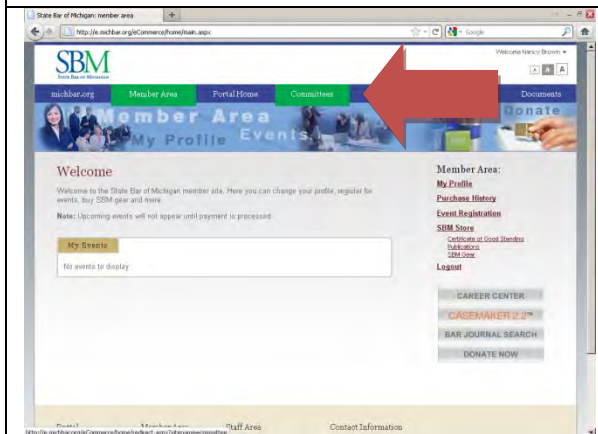 State Bar of Michigan: member area
http://e.michbar.org/eCommerce/home/main.aspx
Google
Welcome Nancy Brown
SBM
State Bar of Michigan
A A A
michbar.org Member Area Portal Home Committees Documents
Member Area
My Profile Events
Donate
Welcome
Welcome to the State Bar of Michigan member site. Here you can change your profile, register for
events, buy SBM gear and more.
Note: Upcoming events will not appear until payment is processed.
My Events
No events to display
Member Area:
My Profile
Purchase History
Event Registration
SBM Store
Certificate of Good Standing
Publications
SBM Gear
Logout
CAREER CENTER
CASEMAKER 2.2™
BAR JOURNAL SEARCH
DONATE NOW
Portal Member Area Staff Area Contact Information